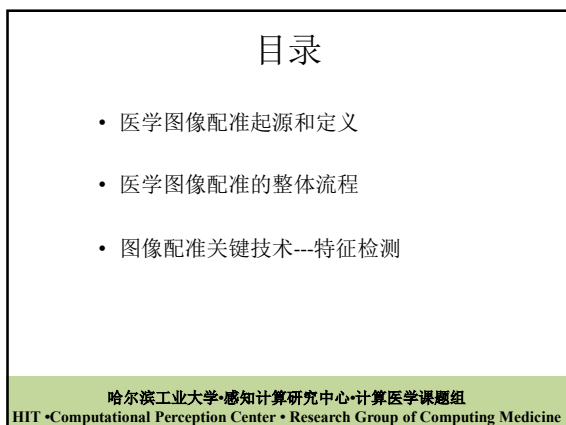 目录
• 医学图像配准起源和定义
• 医学图像配准的整体流程
• 图像配准关键技术---特征检测
哈尔滨工业大学•感知计算研究中心•计算医学课题组
HIT •Computational Perception Center • Research Group of Computing Medicine